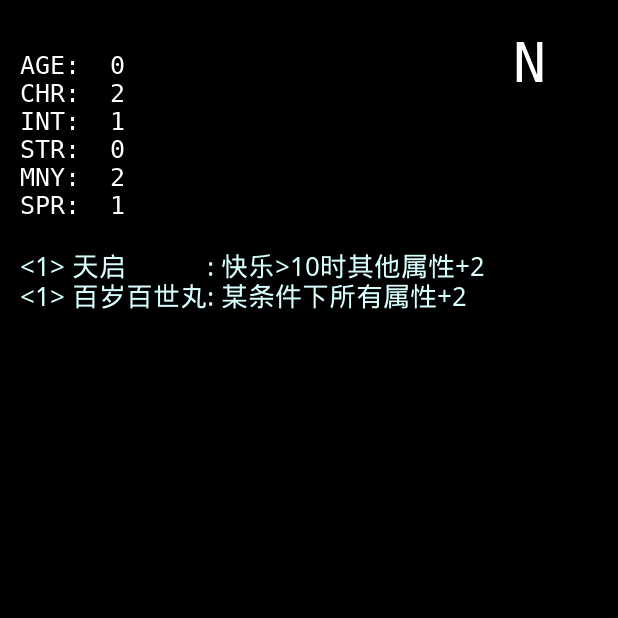 N
AGE: 0
CHR: 2
INT: 1
STR: 0
MNY: 2
SPR: 1
<1> 天启 : 快乐>10时其他属性+2
<1> 百岁百世丸: 某条件下所有属性+2